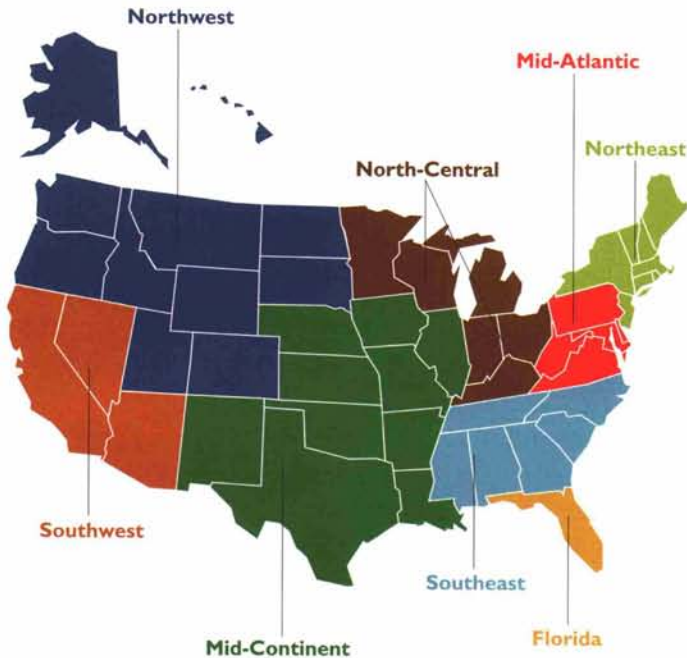 Northwest
Mid-Atlantic
Northeast
North-Central
Southwest
Southeast
Mid-Continent
Florida